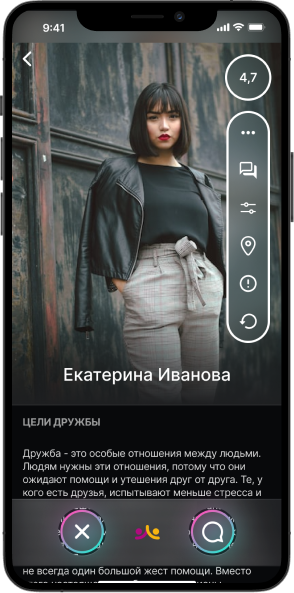 9:41
4,7
Екатерина Иванова
ЦЕЛИ ДРУЖБЫ
Дружба - это особые отношения между людьми.
Людям нужны эти отношения, потому что они
ожидают помощи и утешения друг от друга. Те, у
кого есть друзья, испытывают меньше стресса и
не всегда один большой жест помощи. Вместо